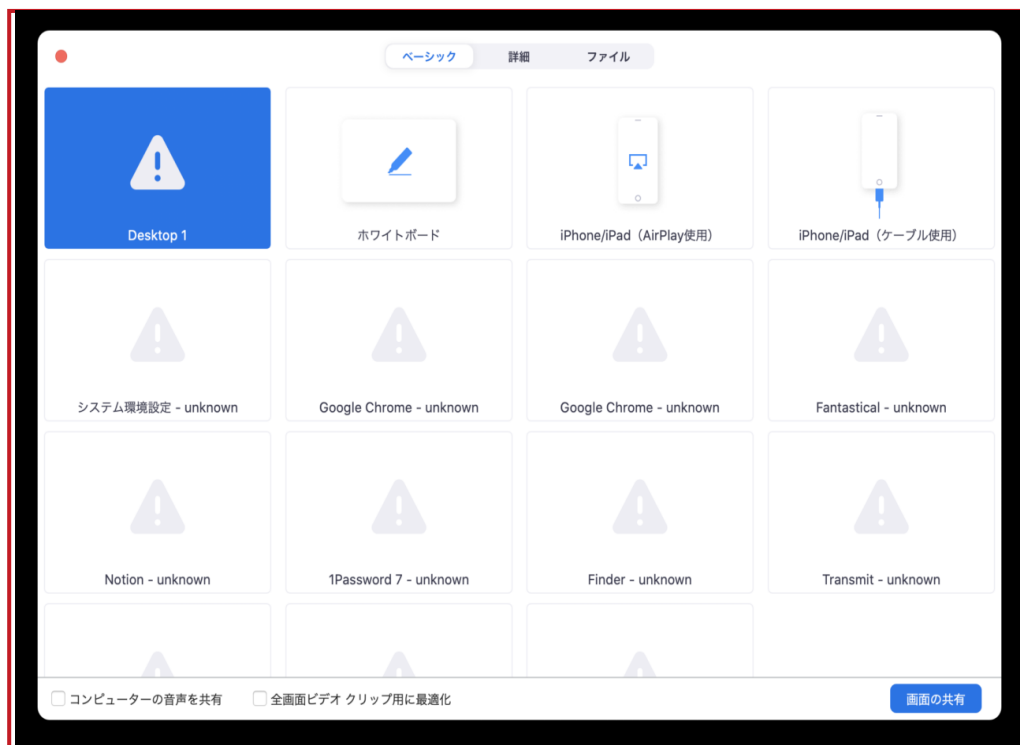 ベーシック 詳細 ファイル
Desktop 1
ホワイトボード
iPhone/iPad（AirPlay使用）
iPhone/iPad（ケーブル使用）
システム環境設定 - unknown
Google Chrome - unknown
Google Chrome - unknown
Fantastical - unknown
Notion - unknown
1Password 7 - unknown
Finder - unknown
Transmit - unknown
コンピューターの音声を共有
全画面ビデオ クリップ用に最適化
画面の共有